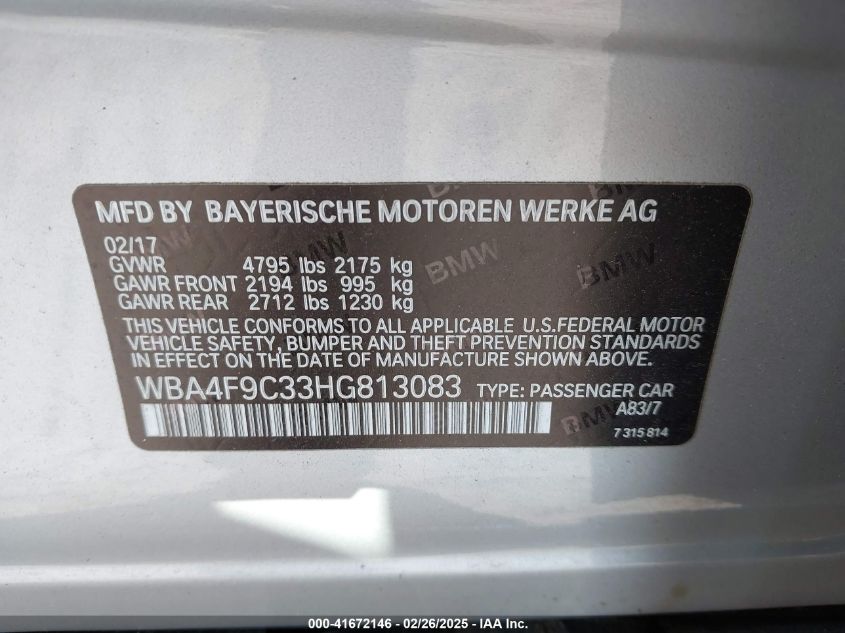 MFD BY BAYERISCHE MOTOREN WERKE AG
02/17
GVWR 4795 lbs 2175 kg
GAWR FRONT 2194 lbs 995 kg
GAWR REAR 2712 lbs 1230 kg
THIS VEHICLE CONFORMS TO ALL APPLICABLE U.S.FEDERAL MOTOR
VEHICLE SAFETY, BUMPER AND THEFT PREVENTION STANDARDS
IN EFFECT ON THE DATE OF MANUFACTURE SHOWN ABOVE.
WBA4F9C33HG813083 TYPE: PASSENGER CAR
A83/7
7 315 814
BMW
BMW
BMW
000-41672146 - 02/26/2025 - IAA Inc.